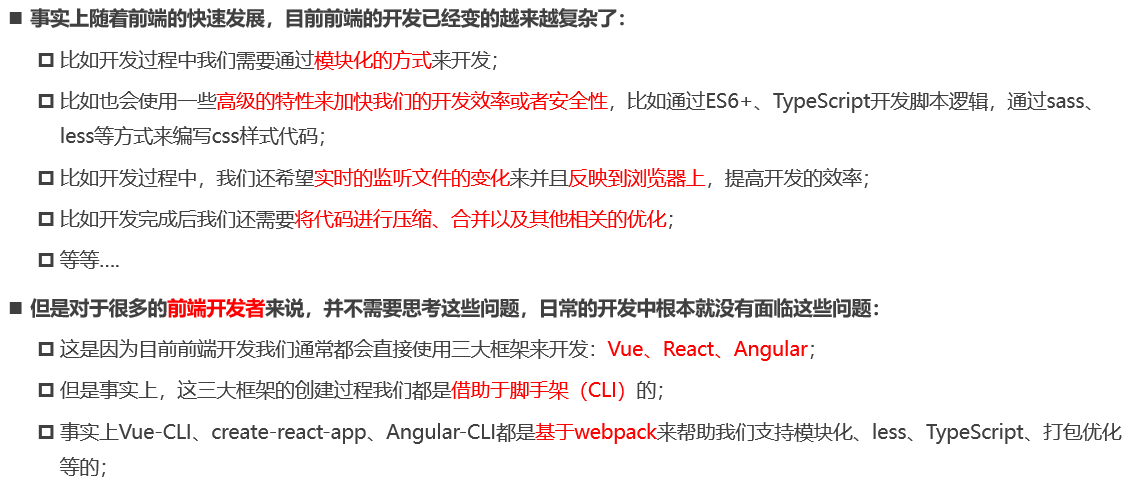 ■ 事实上随着前端的快速发展，目前前端的开发已经变的越来越复杂了：
比如开发过程中我们需要通过模块化的方式来开发；
比如也会使用一些高级的特性来加快我们的开发效率或者安全性，比如通过ES6+、TypeScript开发脚本逻辑，通过sass、
less等方式来编写css样式代码；
比如开发过程中，我们还希望实时的监听文件的变化来并且反映到浏览器上，提高开发的效率；
比如开发完成后我们还需要将代码进行压缩、合并以及其他相关的优化；
等等....
■ 但是对于很多的前端开发者来说，并不需要思考这些问题，日常的开发中根本就没有面临这些问题：
这是因为目前前端开发我们通常都会直接使用三大框架来开发：Vue、React、Angular；
但是事实上，这三大框架的创建过程我们都是借助于脚手架（CLI）的；
事实上Vue-CLI、create-react-app、Angular-CLI都是基于webpack来帮助我们支持模块化、less、TypeScript、打包优化
等的；